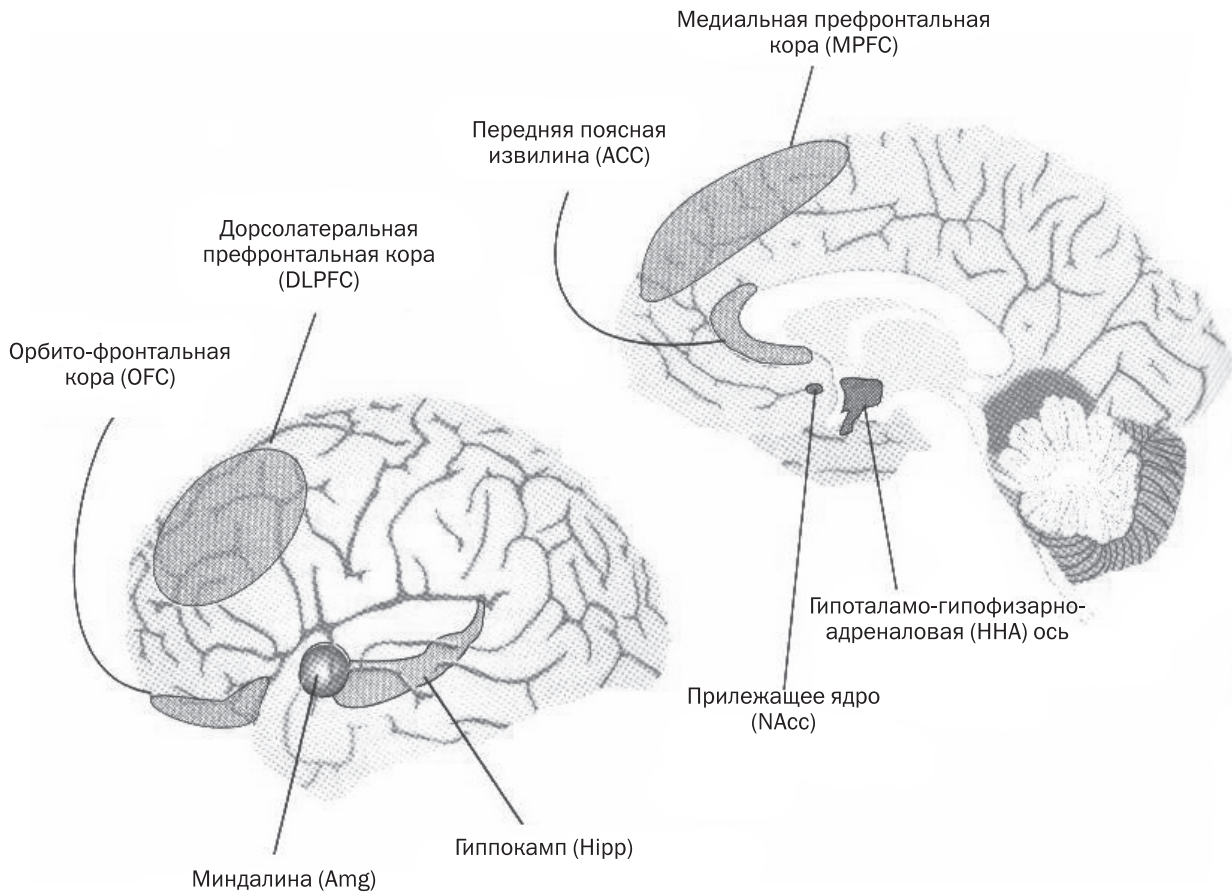 Медиальная префронтальная
кора (MPFC)
Передняя поясная
извилина (ACC)
Дорсолатеральная
префронтальная кора
(DLPFC)
Орбито-фронтальная
кора (OFC)
Гипоталамо-гипофизарно-
адреналовая (HHA) ось
Прилежащее ядро
(NAcc)
Гиппокамп (Hipp)
Миндалина (Amg)